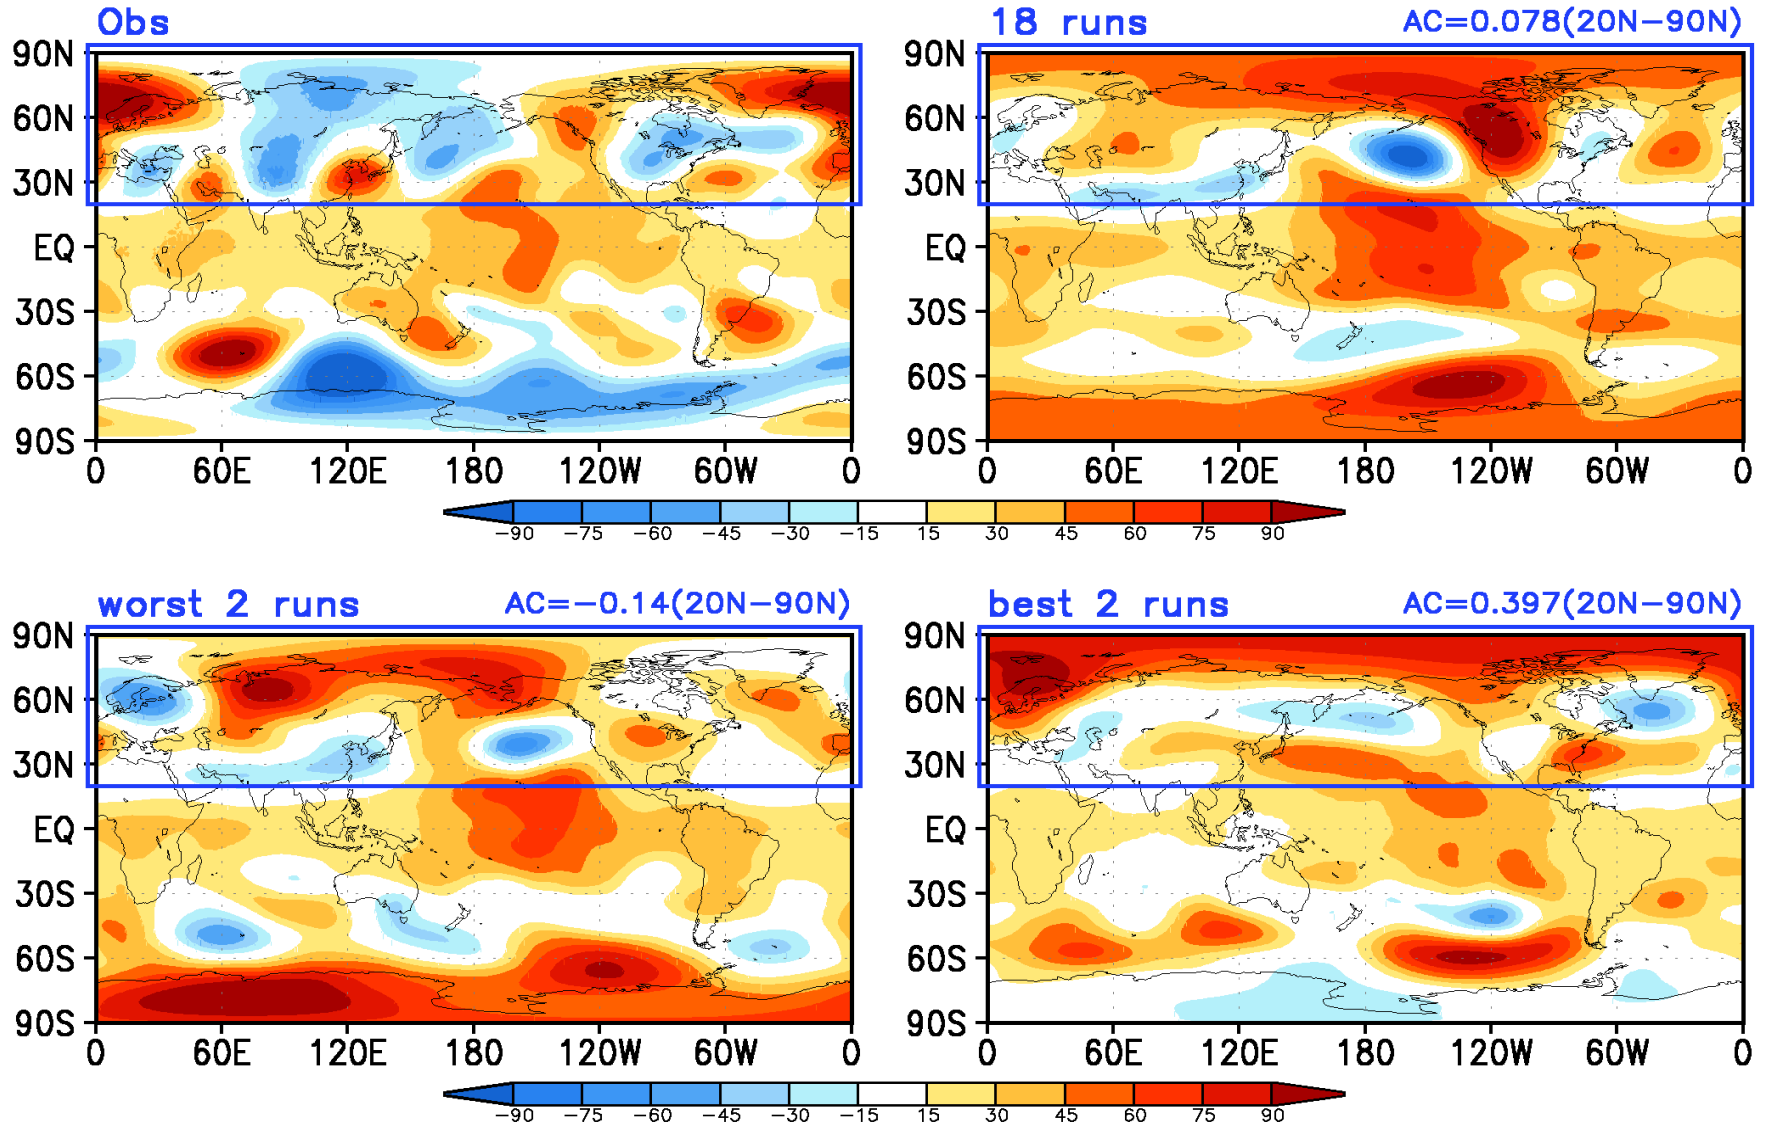 Obs
18 runs AC=0.078(20N−90N)
90N 60N 30N EQ 30S 60S 90S
0 60E 120E 180 120W 60W 0
90N 60N 30N EQ 30S 60S 90S
0 60E 120E 180 120W 60W 0
−90 −75 −60 −45 −30 −15 15 30 45 60 75 90
worst 2 runs AC=−0.14(20N−90N)
best 2 runs AC=0.397(20N−90N)
90N 60N 30N EQ 30S 60S 90S
0 60E 120E 180 120W 60W 0
90N 60N 30N EQ 30S 60S 90S
0 60E 120E 180 120W 60W 0
−90 −75 −60 −45 −30 −15 15 30 45 60 75 90